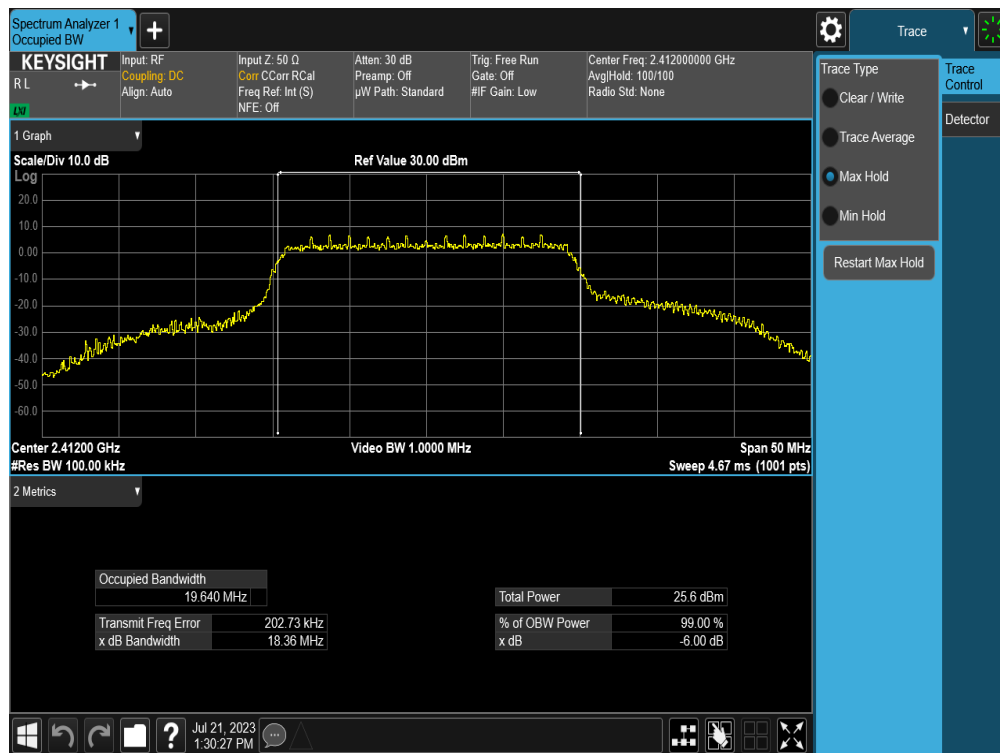 Spectrum Analyzer 1
Occupied BW
Trace
KEYSIGHT
R L
LXI
Input: RF
Coupling: DC
Align: Auto
Input Z: 50 Ω
Corr CCorr RCal
Freq Ref: Int (S)
NFE: Off
Atten: 30 dB
Preamp: Off
µW Path: Standard
Trig: Free Run
Gate: Off
#IF Gain: Low
Center Freq: 2.412000000 GHz
Avg|Hold: 100/100
Radio Std: None
Trace Type
Clear / Write
Trace Average
Max Hold
Min Hold
Restart Max Hold
Trace
Control
Detector
1 Graph
Scale/Div 10.0 dB
Ref Value 30.00 dBm
Log
20.0
10.0
0.00
-10.0
-20.0
-30.0
-40.0
-50.0
-60.0
Center 2.41200 GHz
Video BW 1.0000 MHz
Span 50 MHz
#Res BW 100.00 kHz
Sweep 4.67 ms (1001 pts)
2 Metrics
Occupied Bandwidth
19.640 MHz
Total Power 25.6 dBm
Transmit Freq Error 202.73 kHz
% of OBW Power 99.00 %
x dB Bandwidth 18.36 MHz
x dB -6.00 dB
?
Jul 21, 2023
1:30:27 PM